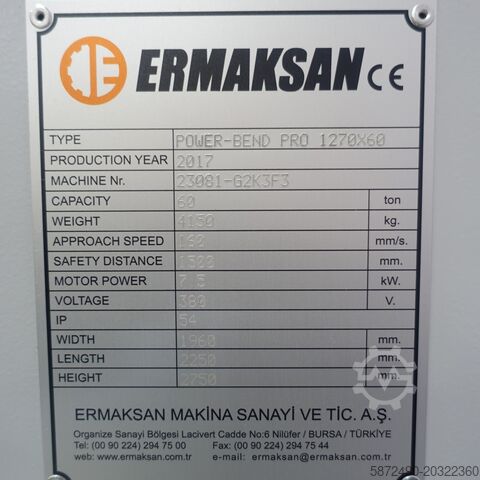 ERMAKSAN CE
TYPE POWER-BEND PRO 1270X60
PRODUCTION YEAR 2017
MACHINE Nr. 23081-G2K3F3
CAPACITY 60 ton
WEIGHT 4150 kg.
APPROACH SPEED 160 mm/s.
SAFETY DISTANCE 1300 mm.
MOTOR POWER 7.5 kW.
VOLTAGE 380 V.
IP 54
WIDTH 1960 mm.
LENGTH 2250 mm.
HEIGHT 2750 mm.
ERMAKSAN MAKİNA SANAYİ VE TİC. A.Ş.
Organize Sanayi Bölgesi Lacivert Cadde No:6 Nilüfer / BURSA / TÜRKİYE
Tel: (00 90 224) 294 75 00 Fax: (00 90 224) 294 75 44
web: www.ermaksan.com.tr e-mail: ermaksan@ermaksan.com.tr
5872490-20322360